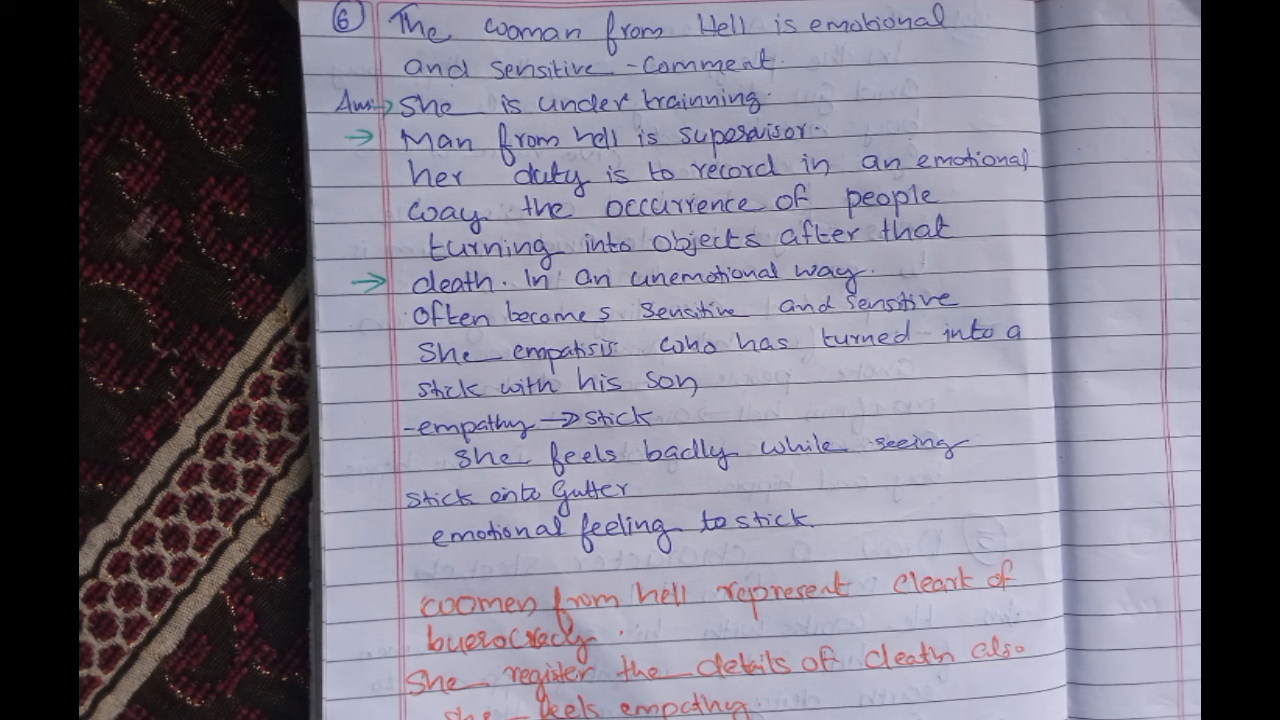 6 The woman from Hell is emotional
and sensitive - comment.
Ans:-> She is under trainning.
-> Man from hell is supersvisor.
her duty is to record in an emotional
way the occurrence of people
turning into objects after that
-> death. In an unemotional way.
often becomes sensitive and sensitive
She empatisis who has turned into a
stick with his son
-empathy -> stick
she feels badly while seeing
stick onto Gutter
emotional feeling to stick.
woomen from hell represent cleark of
buerocracly.
She register the details of death also
she feels empathy.